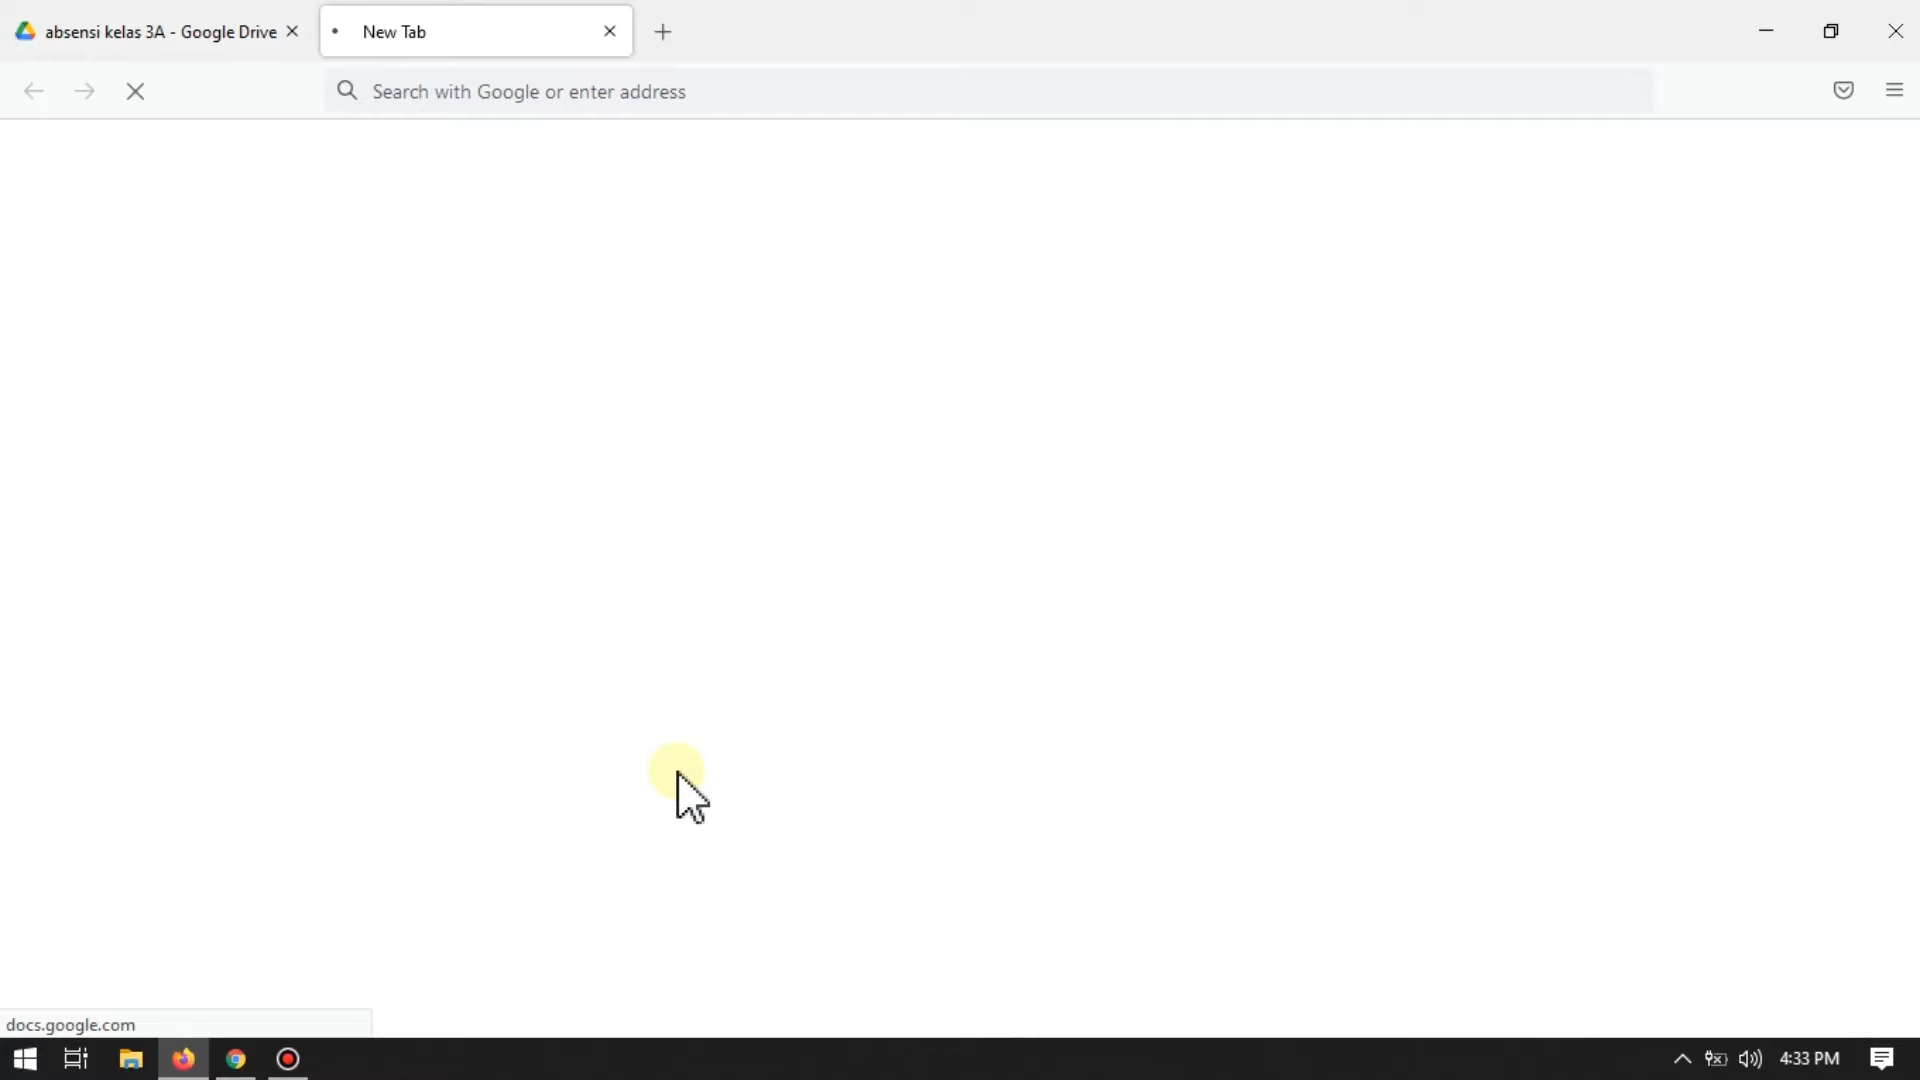 absensi kelas 3A - Google Drive
New Tab
Search with Google or enter address
docs.google.com
4:33 PM